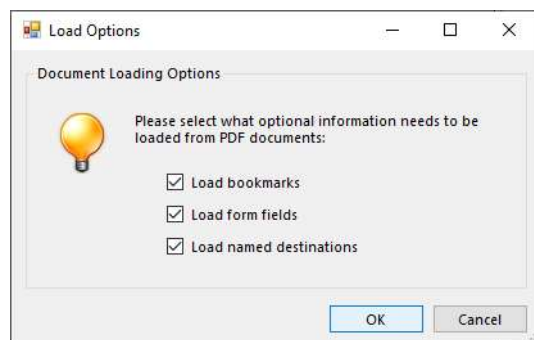 Load Options
Document Loading Options
Please select what optional information needs to be
loaded from PDF documents:
Load bookmarks
Load form fields
Load named destinations
OK
Cancel